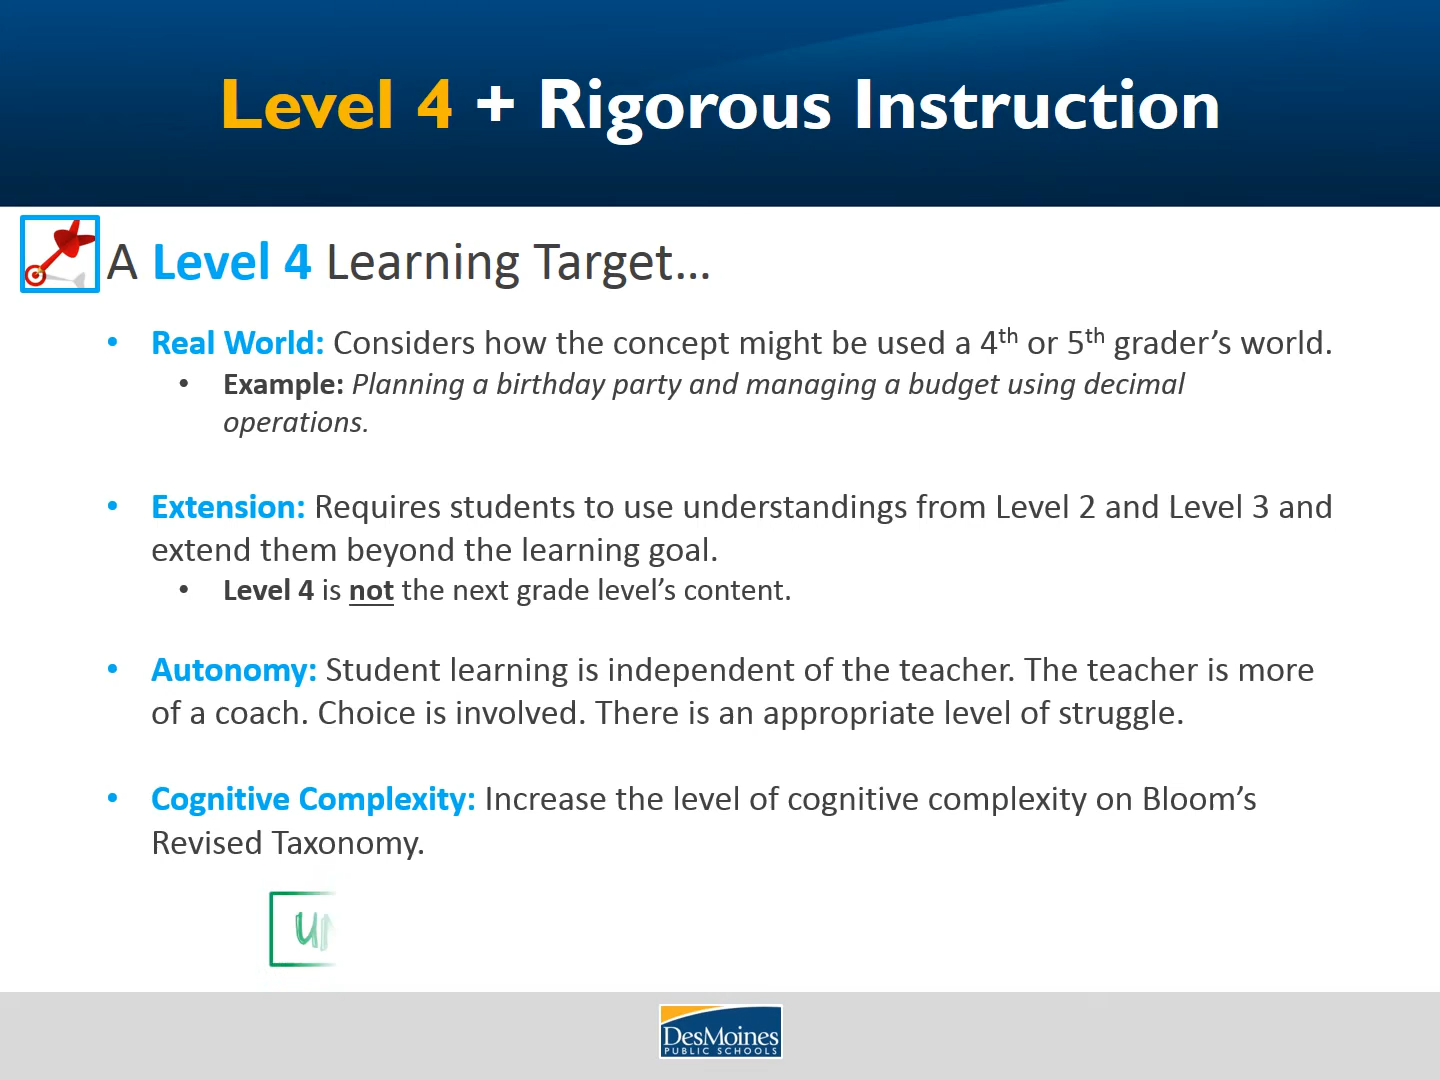 Level 4 + Rigorous Instruction
A Level 4 Learning Target...
• Real World: Considers how the concept might be used a 4th or 5th grader’s world.
• Example: Planning a birthday party and managing a budget using decimal
operations.
• Extension: Requires students to use understandings from Level 2 and Level 3 and
extend them beyond the learning goal.
• Level 4 is not the next grade level’s content.
• Autonomy: Student learning is independent of the teacher. The teacher is more
of a coach. Choice is involved. There is an appropriate level of struggle.
• Cognitive Complexity: Increase the level of cognitive complexity on Bloom’s
Revised Taxonomy.
DesMoines
PUBLIC SCHOOLS